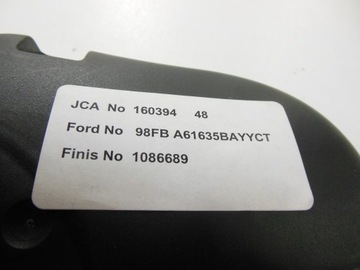 JCA No 160394 48
Ford No 98FB A61635BAYYCT
Finis No 1086689